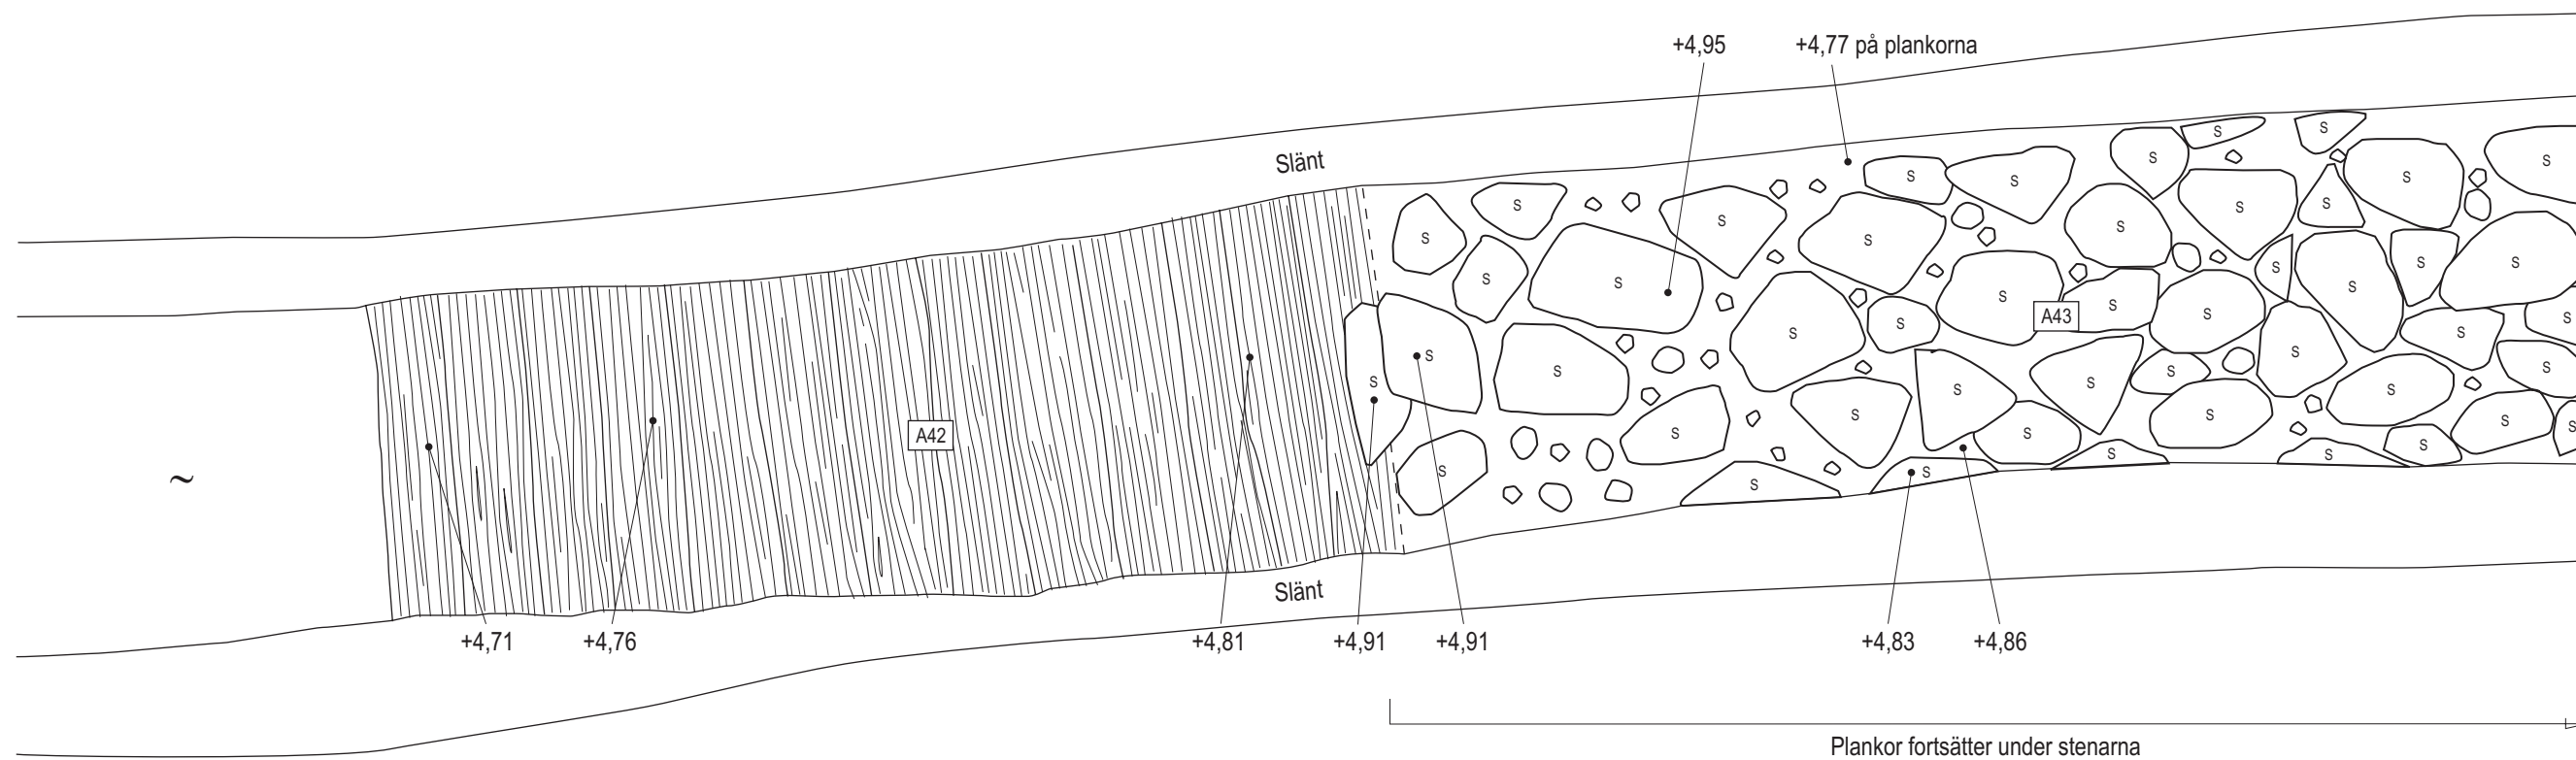 +4,95
+4,77 på plankorna
Slänt
S S S S S S S S S S S S S S S S S S S S S S S S S S S S S S S S S S S S S S S S S S S S S S S S
A43
A42
~
Slänt
+4,71
+4,76
+4,81
+4,91
+4,91
+4,83
+4,86
Plankor fortsätter under stenarna